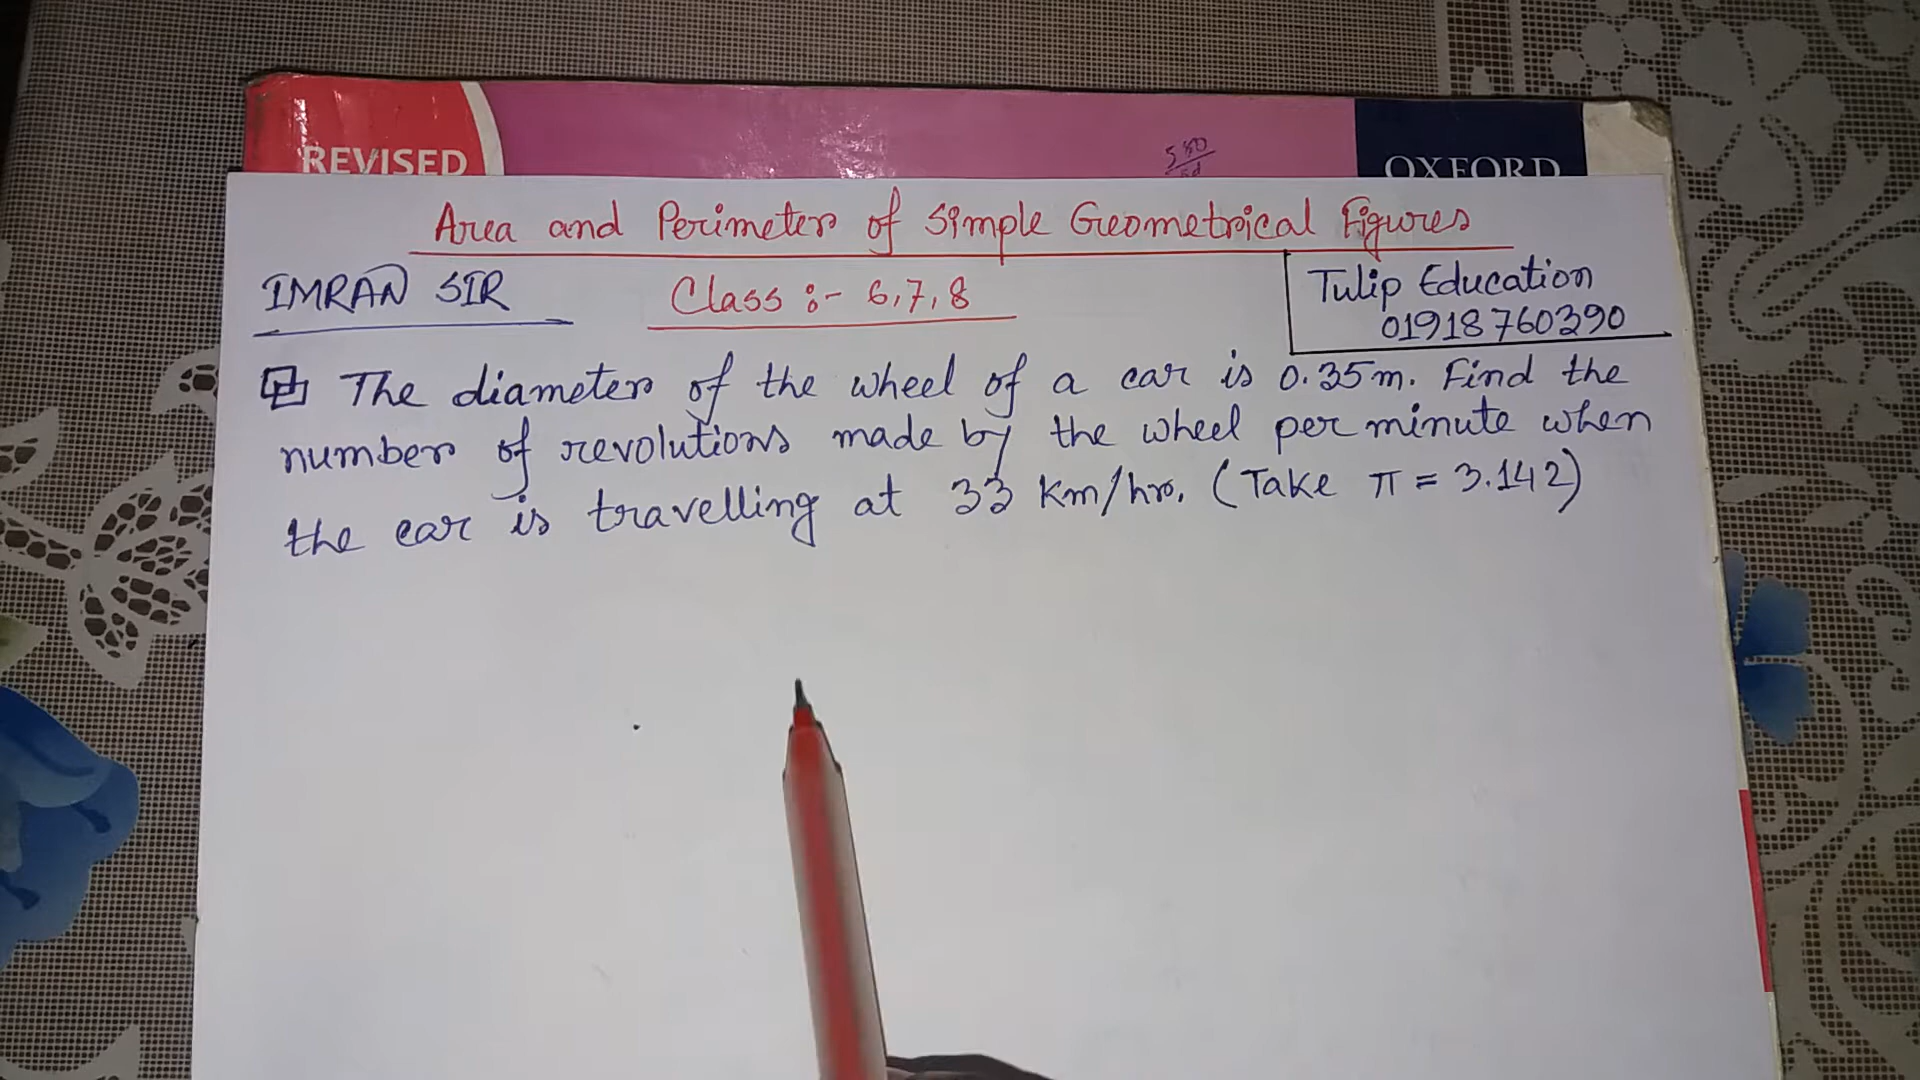 REVISED
OXFORD
Area and Perimeter of Simple Geometrical Figures
IMRAN SIR
Class :- 6,7,8
Tulip Education
01918760390
The diameter of the wheel of a car is 0.35m. Find the
number of revolutions made by the wheel per minute when
the car is travelling at 33 km/hr. (Take π = 3.142)